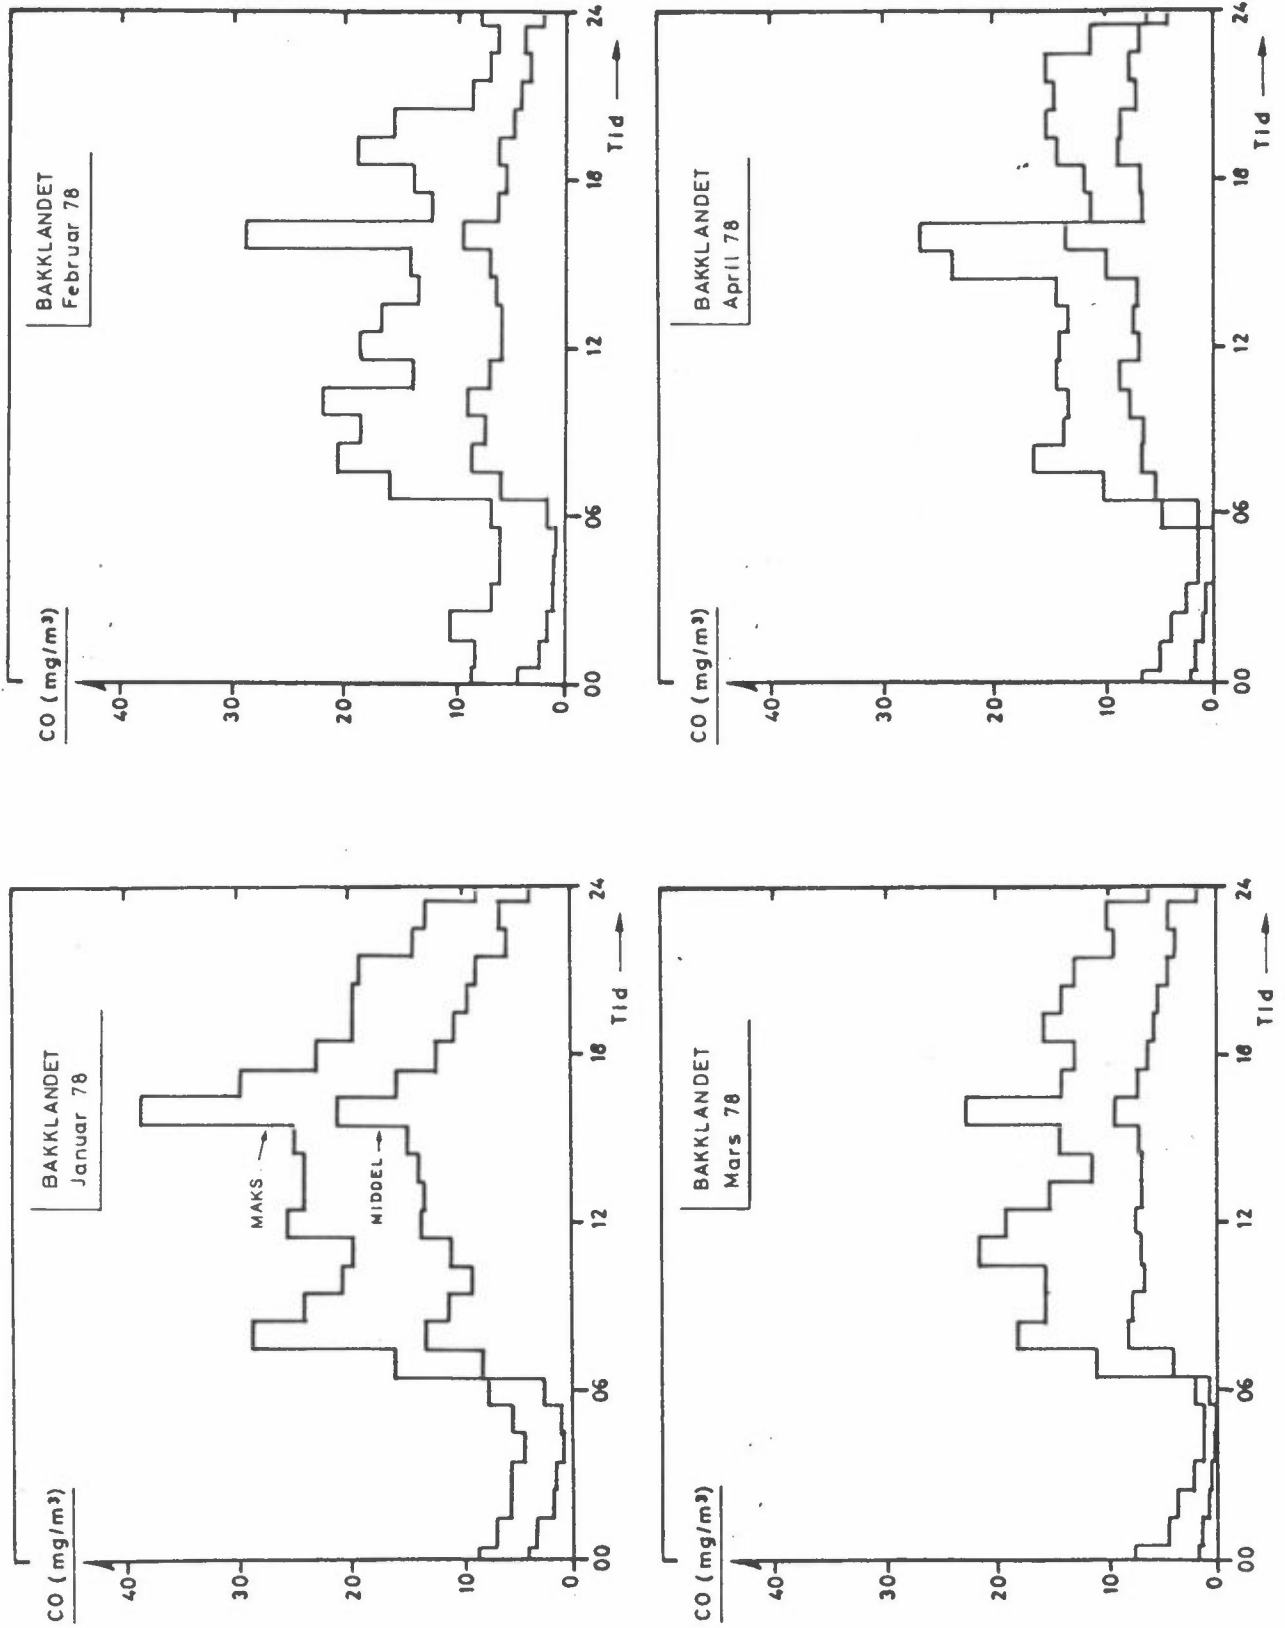 CO (mg/m³)
BAKKLANDET
Januar 78
40
30
20
10
0
MAKS
MIDDEL
00
06
12
18
24
Tid
CO (mg/m³)
BAKKLANDET
Februar 78
40
30
20
10
0
00
06
12
18
24
Tid
CO (mg/m³)
BAKKLANDET
Mars 78
40
30
20
10
0
00
06
12
18
24
Tid
CO (mg/m³)
BAKKLANDET
April 78
40
30
20
10
0
00
06
12
18
24
Tid